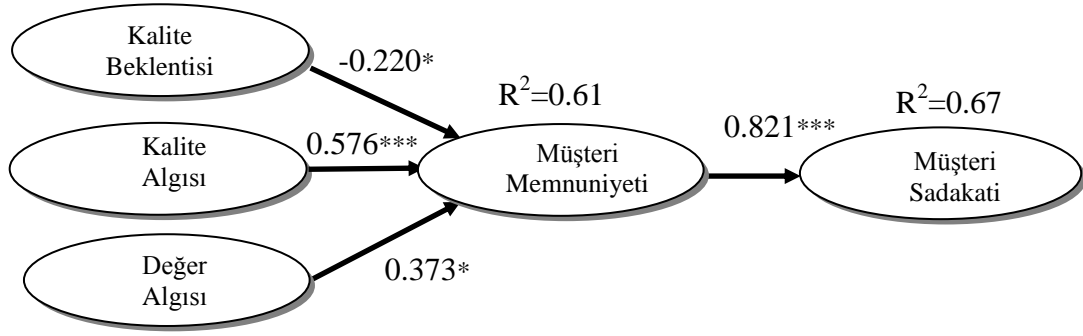 Kalite
Beklentisi
-0.220*
R²=0.61
R²=0.67
Kalite
Algısı
0.576***
Müşteri
Memnuniyeti
0.821***
Müşteri
Sadakati
Değer
Algısı
0.373*